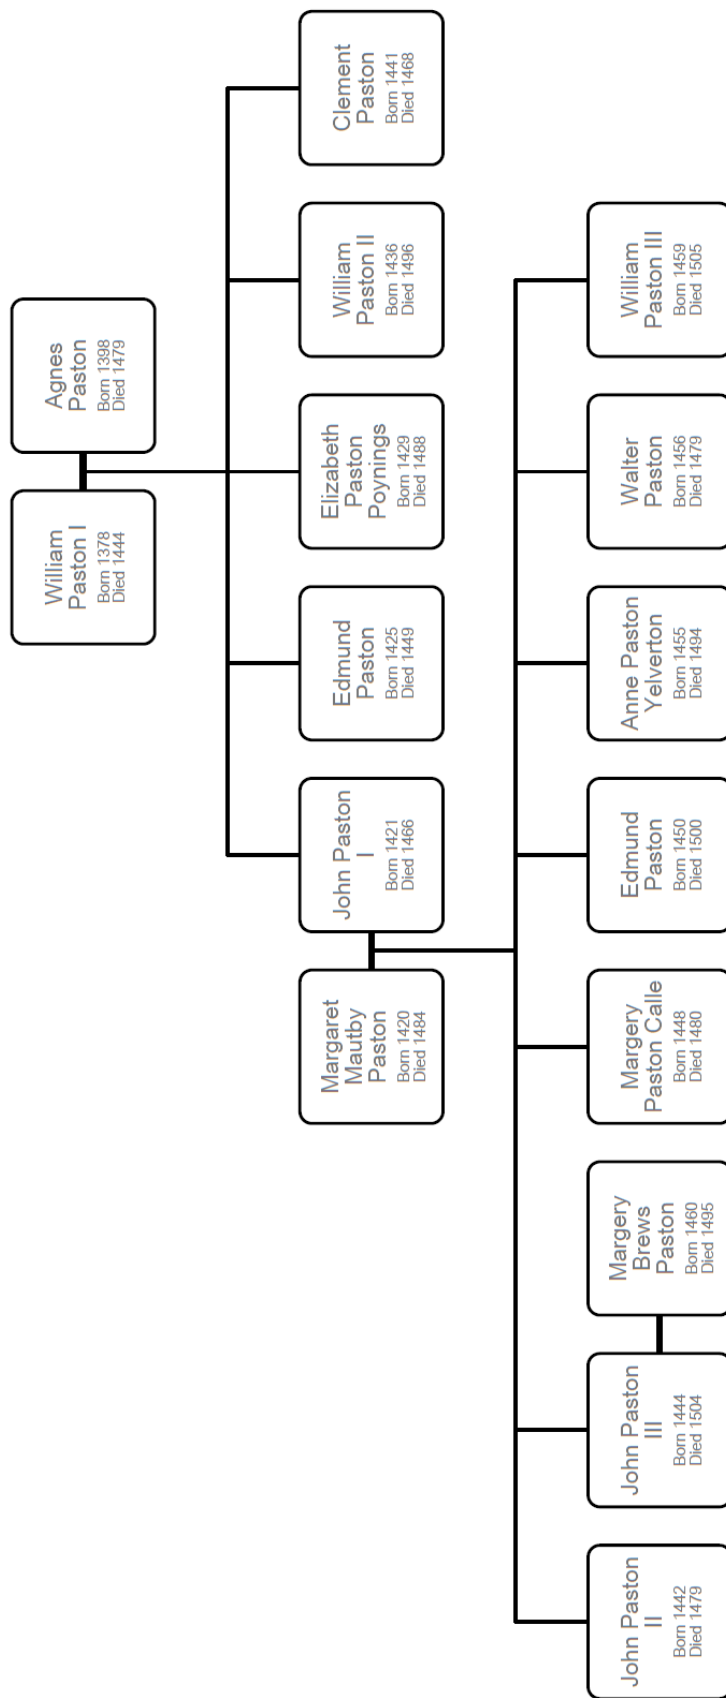 William
Paston I
Born 1378
Died 1444
Agnes
Paston
Born 1398
Died 1479
Margaret
Mautby
Paston
Born 1420
Died 1484
John Paston
I
Born 1421
Died 1466
Edmund
Paston
Born 1425
Died 1449
Elizabeth
Paston
Poynings
Born 1429
Died 1488
William
Paston II
Born 1436
Died 1496
Clement
Paston
Born 1441
Died 1468
John Paston
II
Born 1442
Died 1479
John Paston
III
Born 1444
Died 1504
Margery
Brews
Paston
Born 1460
Died 1495
Margery
Paston Calle
Born 1448
Died 1480
Edmund
Paston
Born 1450
Died 1500
Anne Paston
Yelverton
Born 1455
Died 1494
Walter
Paston
Born 1456
Died 1479
William
Paston III
Born 1459
Died 1505